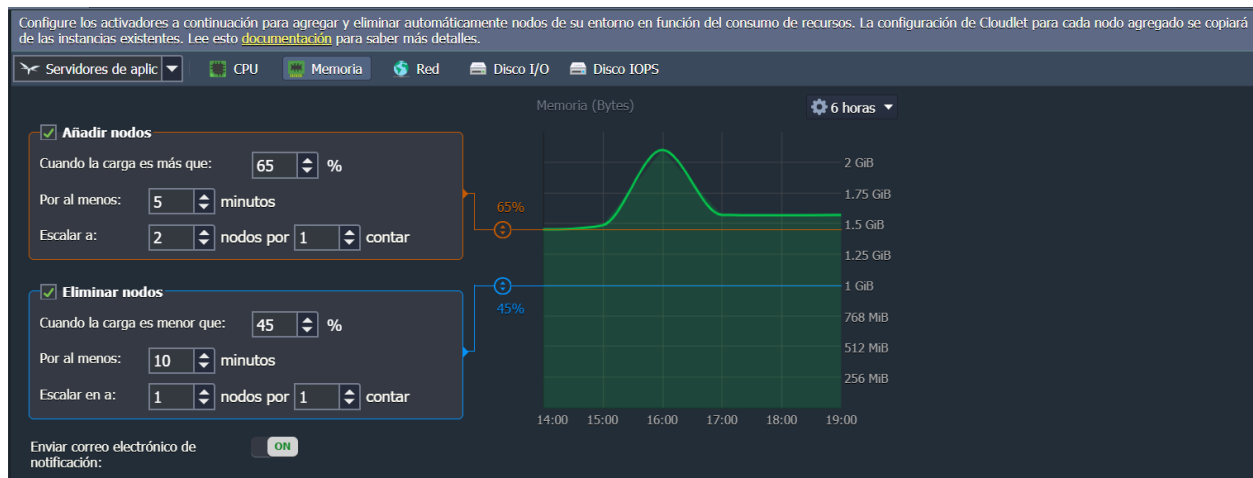 Configure los activadores a continuación para agregar y eliminar automáticamente nodos de su entorno en función del consumo de recursos. La configuración de Cloudlet para cada nodo agregado se copiará
de las instancias existentes. Lee esto documentación para saber más detalles.
Servidores de aplic CPU Memoria Red Disco I/O Disco IOPS
Memoria (Bytes) 6 horas
Añadir nodos
Cuando la carga es más que: 65 %
Por al menos: 5 minutos
Escalar a: 2 nodos por 1 contar
Eliminar nodos
Cuando la carga es menor que: 45 %
Por al menos: 10 minutos
Escalar en a: 1 nodos por 1 contar
Enviar correo electrónico de
notificación:
ON
65%
45%
2 GiB
1.75 GiB
1.5 GiB
1.25 GiB
1 GiB
768 MiB
512 MiB
256 MiB
14:00 15:00 16:00 17:00 18:00 19:00